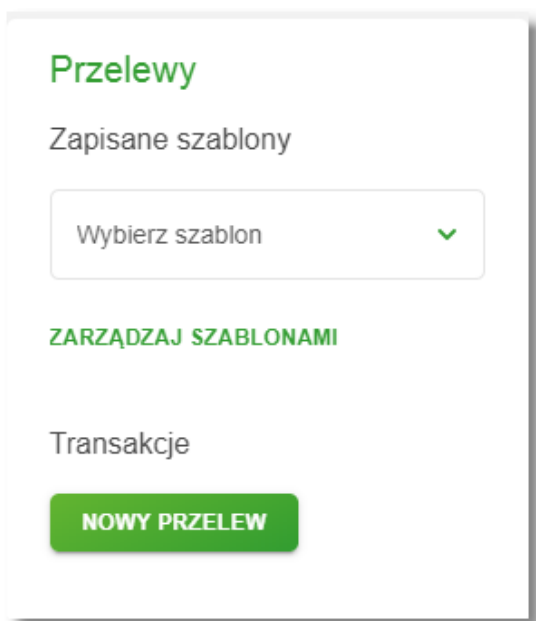 Przelewy
Zapisane szablony
Wybierz szablon
ZARZĄDZAJ SZABLONAMI
Transakcje
NOWY PRZELEW